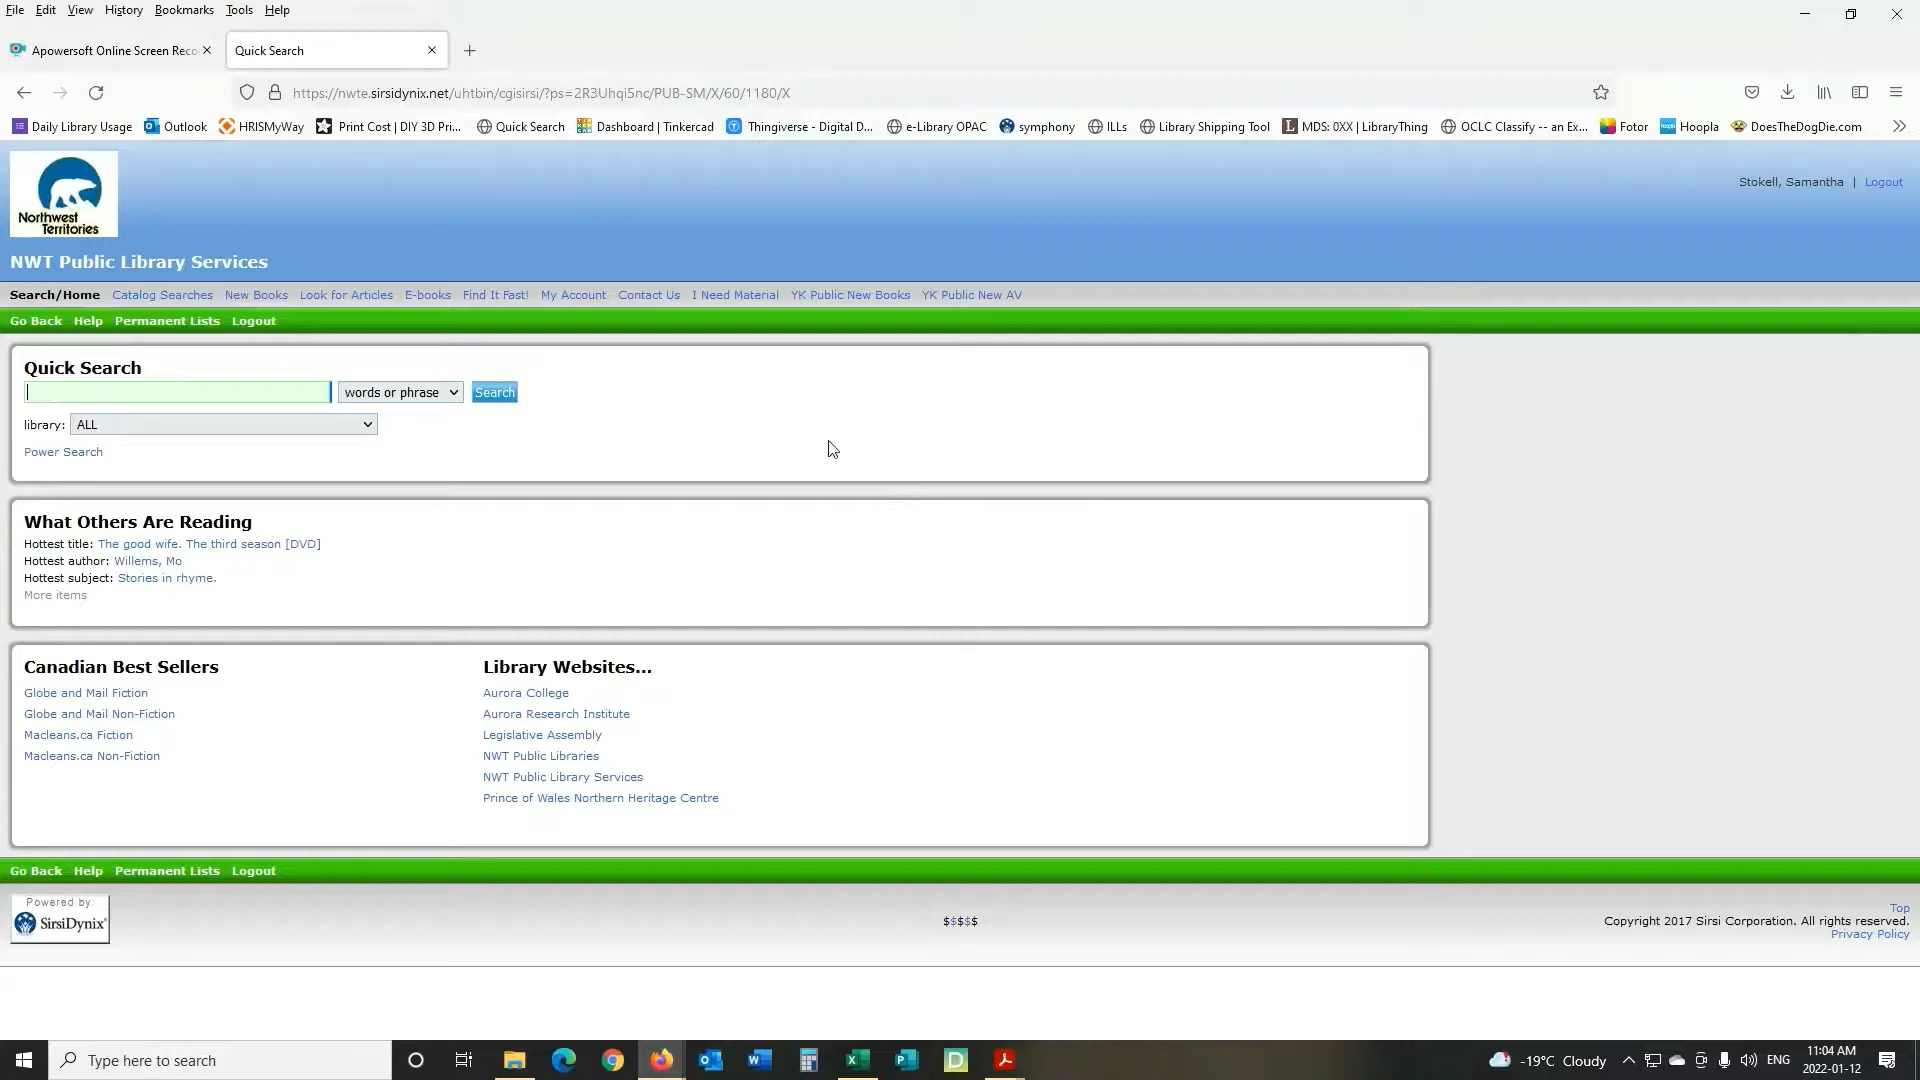 File Edit View History Bookmarks Tools Help
Apowersoft Online Screen Reco
Quick Search
https://nwte.sirsidynix.net/uhtbin/cgisirsi/?ps=2R3Uhqi5nc/PUB-SM/X/60/1180/X
Daily Library Usage Outlook HRISMyWay Print Cost | DIY 3D Pri... Quick Search Dashboard | Tinkercad Thingiverse - Digital D... e-Library OPAC symphony ILLs Library Shipping Tool MDS: 0XX | LibraryThing OCLC Classify -- an Ex... Fotor Hoopla DoesTheDogDie.com
Northwest
Territories
Stokell, Samantha | Logout
NWT Public Library Services
Search/Home Catalog Searches New Books Look for Articles E-books Find It Fast! My Account Contact Us I Need Material YK Public New Books YK Public New AV
Go Back Help Permanent Lists Logout
Quick Search
words or phrase Search
library: ALL
Power Search
What Others Are Reading
Hottest title: The good wife. The third season [DVD]
Hottest author: Willems, Mo
Hottest subject: Stories in rhyme.
More items
Canadian Best Sellers
Globe and Mail Fiction
Globe and Mail Non-Fiction
Macleans.ca Fiction
Macleans.ca Non-Fiction
Library Websites...
Aurora College
Aurora Research Institute
Legislative Assembly
NWT Public Libraries
NWT Public Library Services
Prince of Wales Northern Heritage Centre
Go Back Help Permanent Lists Logout
Powered by:
SirsiDynix
$$$$$
Top
Copyright 2017 Sirsi Corporation. All rights reserved.
Privacy Policy
Type here to search
-19°C Cloudy
ENG
11:04 AM
2022-01-12